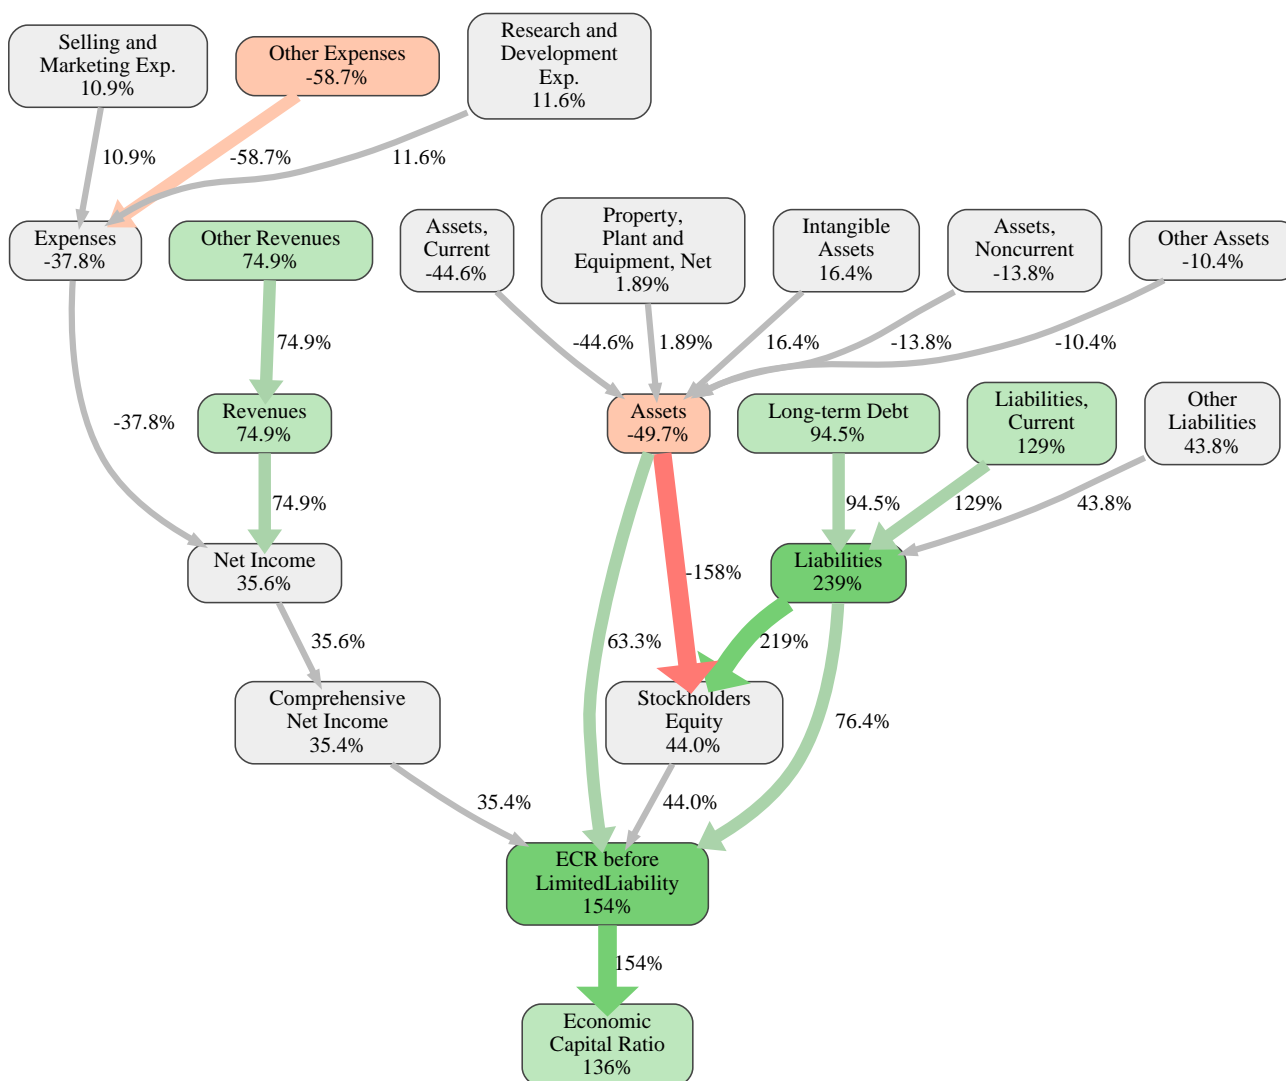 Selling and
Marketing Exp.
10.9%
Other Expenses
-58.7%
Research and
Development
Exp.
11.6%
10.9%
-58.7%
11.6%
Expenses
-37.8%
Other Revenues
74.9%
Assets,
Current
-44.6%
Property,
Plant and
Equipment, Net
1.89%
Intangible
Assets
16.4%
Assets,
Noncurrent
-13.8%
Other Assets
-10.4%
74.9%
-44.6%
1.89%
16.4%
-13.8%
-10.4%
-37.8%
Revenues
74.9%
Assets
-49.7%
Long-term Debt
94.5%
Liabilities,
Current
129%
Other
Liabilities
43.8%
74.9%
94.5%
129%
43.8%
Net Income
35.6%
-158%
Liabilities
239%
35.6%
63.3%
219%
76.4%
Comprehensive
Net Income
35.4%
Stockholders
Equity
44.0%
35.4%
44.0%
ECR before
LimitedLiability
154%
154%
Economic
Capital Ratio
136%